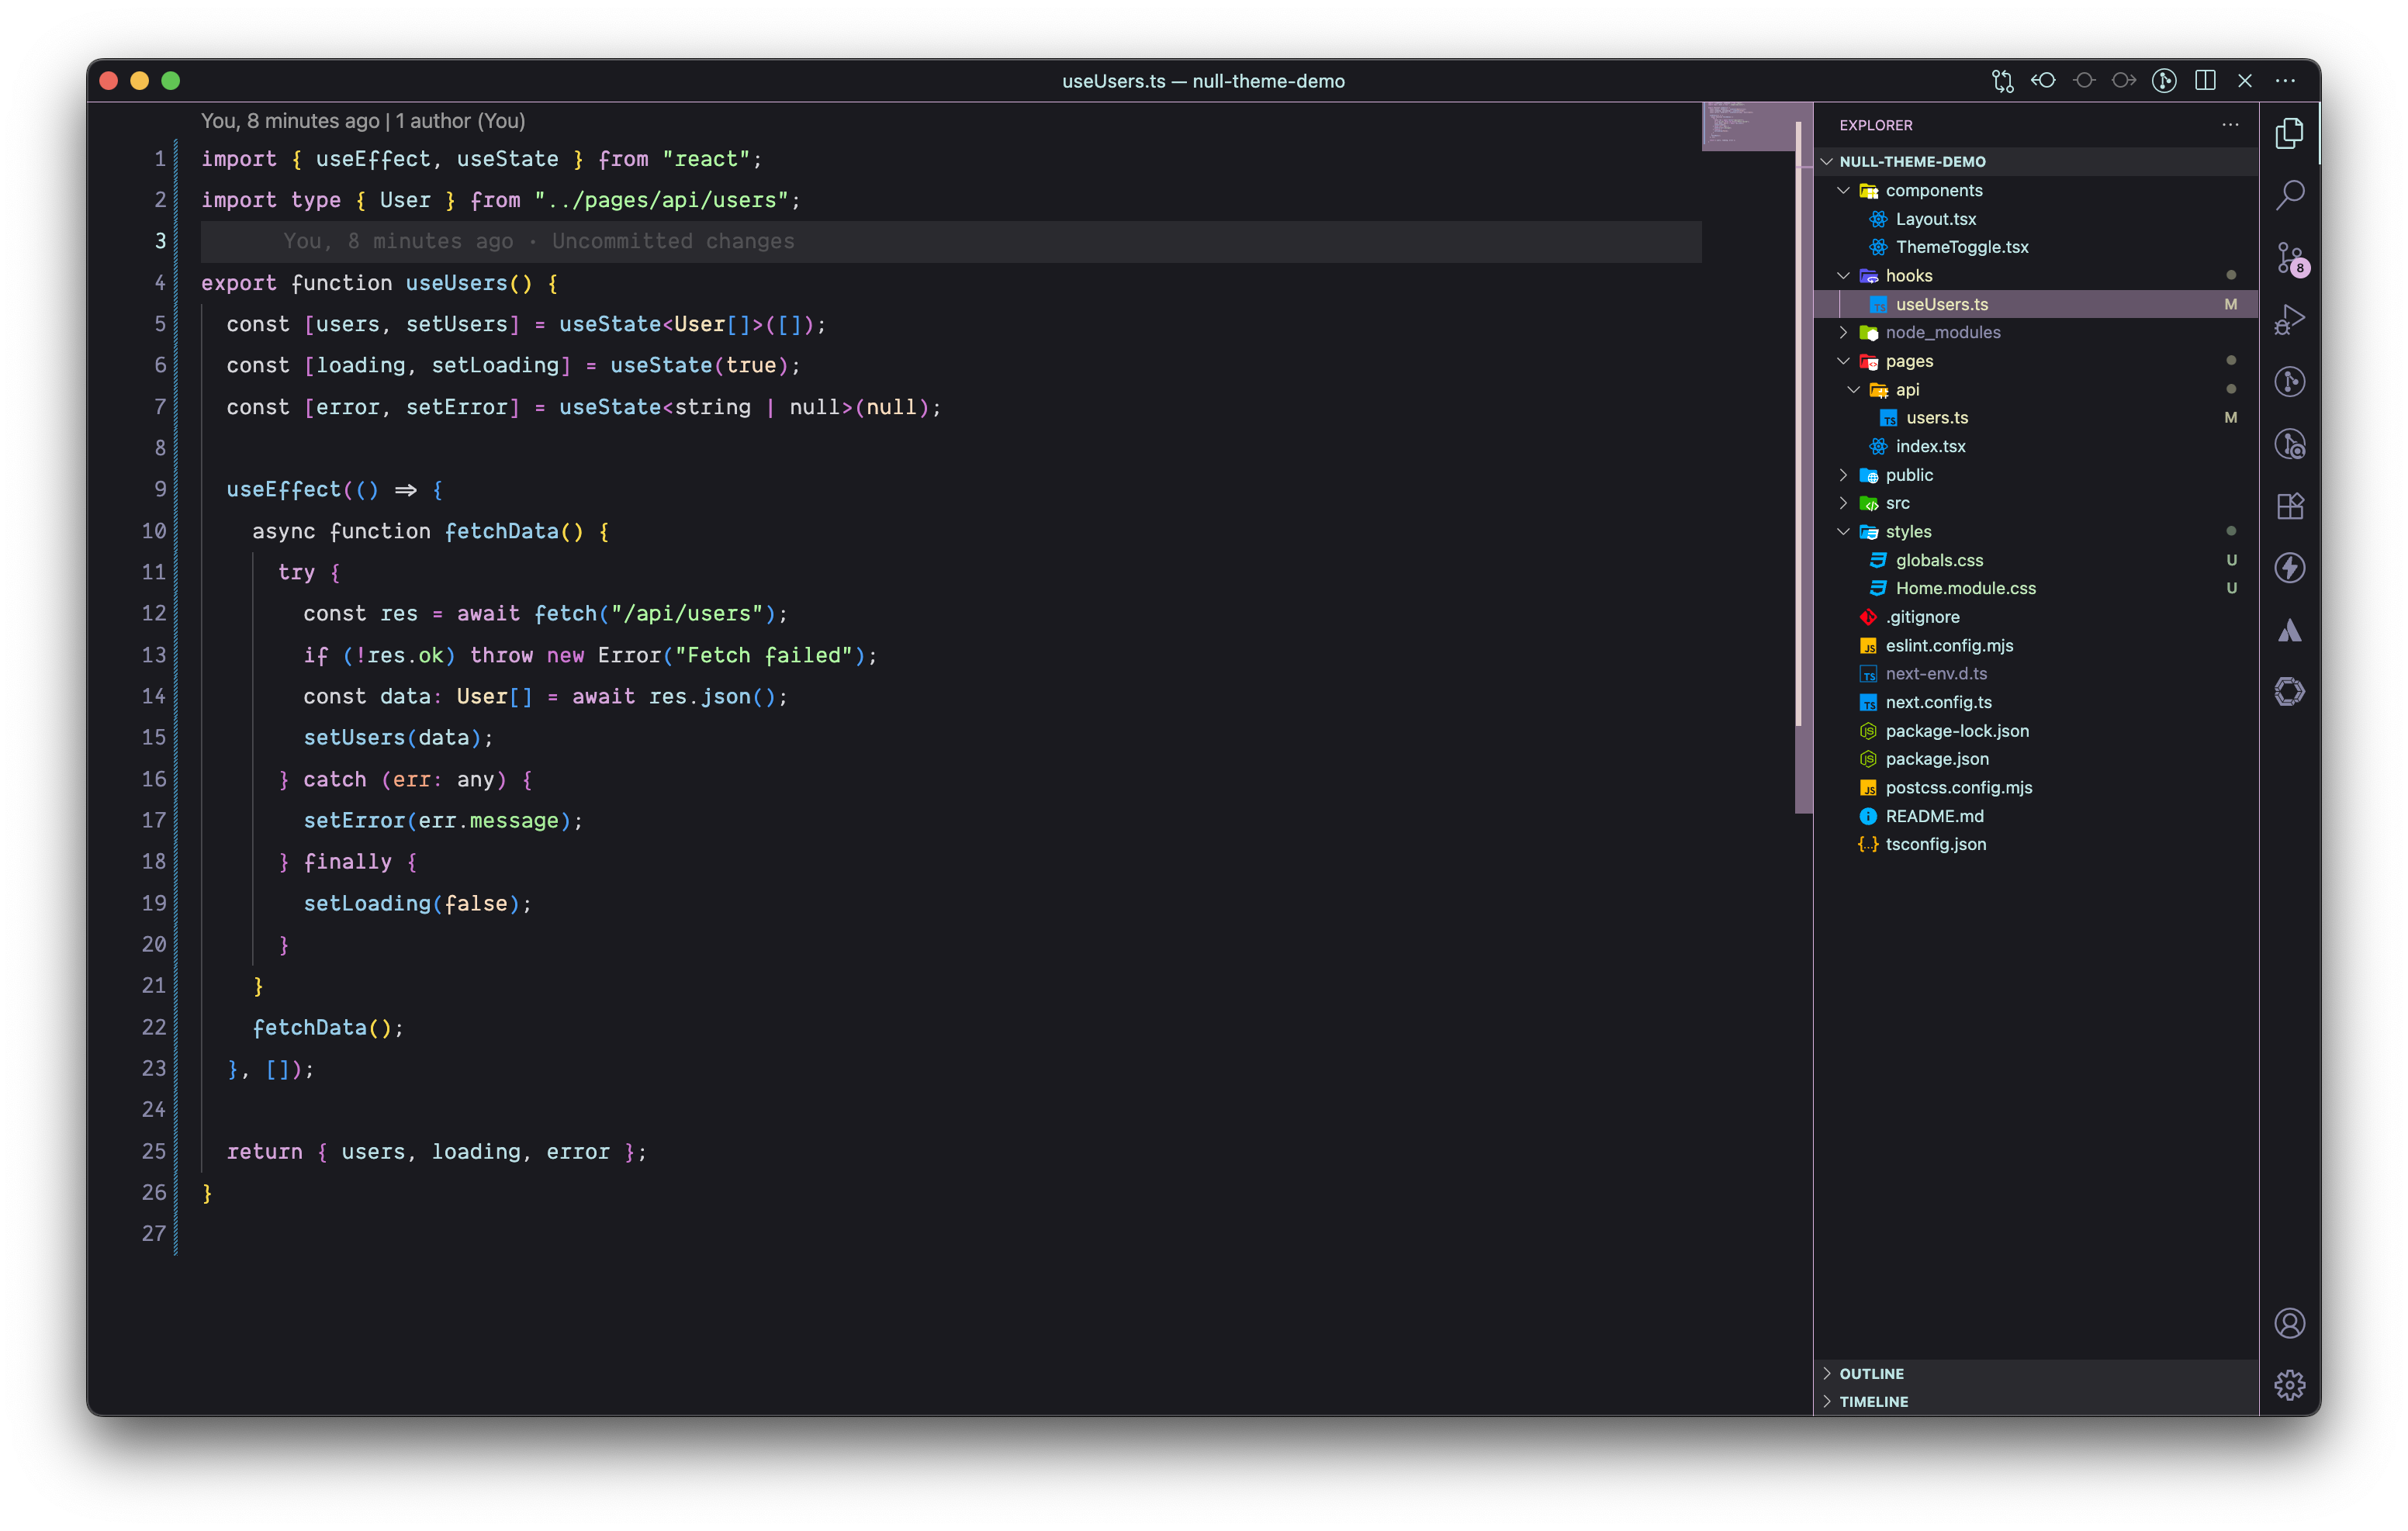 useUsers.ts — null-theme-demo
You, 8 minutes ago | 1 author (You)
1 import { useEffect, useState } from "react";
2 import type { User } from "../pages/api/users";
3 You, 8 minutes ago · Uncommitted changes
4 export function useUsers() {
5 const [users, setUsers] = useState<User[]>([]);
6 const [loading, setLoading] = useState(true);
7 const [error, setError] = useState<string | null>(null);
8
9 useEffect(() => {
10 async function fetchData() {
11 try {
12 const res = await fetch("/api/users");
13 if (!res.ok) throw new Error("Fetch failed");
14 const data: User[] = await res.json();
15 setUsers(data);
16 } catch (err: any) {
17 setError(err.message);
18 } finally {
19 setLoading(false);
20 }
21 }
22 fetchData();
23 }, []);
24
25 return { users, loading, error };
26 }
27
EXPLORER
NULL-THEME-DEMO
components
Layout.tsx
ThemeToggle.tsx
hooks
TS useUsers.ts M
node_modules
pages
api
TS users.ts M
index.tsx
public
src
styles
globals.css U
Home.module.css U
.gitignore
JS eslint.config.mjs
TS next-env.d.ts
TS next.config.ts
JS package-lock.json
JS package.json
JS postcss.config.mjs
README.md
{...} tsconfig.json
OUTLINE
TIMELINE
8